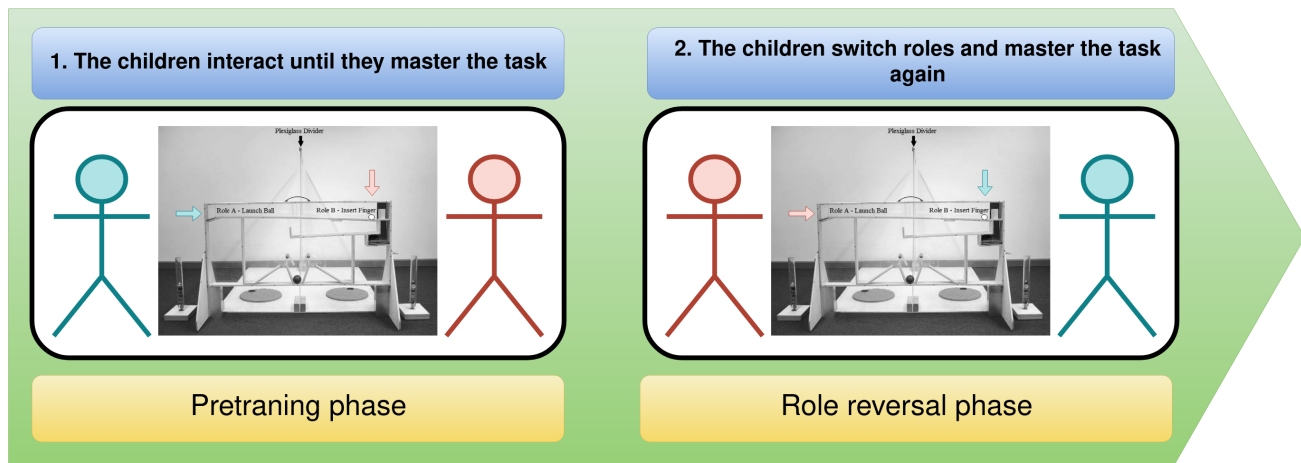 1. The children interact until they master the task
2. The children switch roles and master the task
again
Plexiglass Divider
Role A - Launch Ball
Role B - Insert Finger
Plexiglass Divider
Role A - Launch Ball
Role B - Insert Finger
Pretraning phase
Role reversal phase